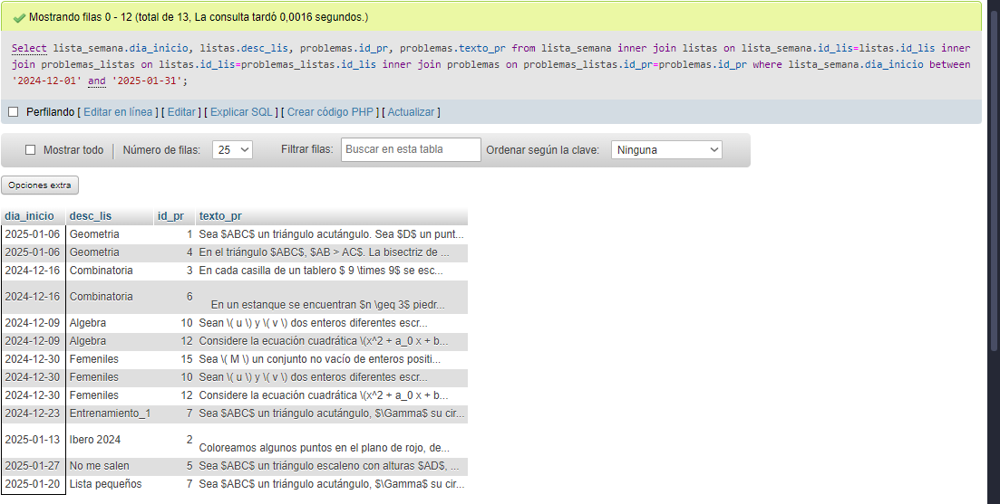 Mostrando filas 0 - 12 (total de 13, La consulta tardó 0,0016 segundos.)
Select lista_semana.dia_inicio, listas.desc_lis, problemas.id_pr, problemas.texto_pr from lista_semana inner join listas on lista_semana.id_lis=listas.id_lis inner
join problemas_listas on listas.id_lis=problemas_listas.id_lis inner join problemas on problemas_listas.id_pr=problemas.id_pr where lista_semana.dia_inicio between
'2024-12-01' and '2025-01-31';
Perfilando [ Editar en línea ] [ Editar ] [ Explicar SQL ] [ Crear código PHP ] [ Actualizar ]
Mostrar todo Número de filas: 25 Filtrar filas: Buscar en esta tabla Ordenar según la clave: Ninguna
Opciones extra
dia_inicio desc_lis id_pr texto_pr
2025-01-06 Geometria 1 Sea $ABC$ un triángulo acutángulo. Sea $D$ un punt...
2025-01-06 Geometria 4 En el triángulo $ABC$, $AB > AC$. La bisectriz de ...
2024-12-16 Combinatoria 3 En cada casilla de un tablero $ 9 \times 9$ se esc...
2024-12-16 Combinatoria 6 En un estanque se encuentran $n \geq 3$ piedr...
2024-12-09 Algebra 10 Sean \( u \) y \( v \) dos enteros diferentes escr...
2024-12-09 Algebra 12 Considere la ecuación cuadrática \(x^2 + a_0 x + b...
2024-12-30 Femeniles 15 Sea \( M \) un conjunto no vacío de enteros positi...
2024-12-30 Femeniles 10 Sean \( u \) y \( v \) dos enteros diferentes escr...
2024-12-30 Femeniles 12 Considere la ecuación cuadrática \(x^2 + a_0 x + b...
2024-12-23 Entrenamiento_1 7 Sea $ABC$ un triángulo acutángulo, $\Gamma$ su cir...
2025-01-13 Ibero 2024 2 Coloreamos algunos puntos en el plano de rojo, de...
2025-01-27 No me salen 5 Sea $ABC$ un triángulo escaleno con alturas $AD$, ...
2025-01-20 Lista pequeños 7 Sea $ABC$ un triángulo acutángulo, $\Gamma$ su cir...